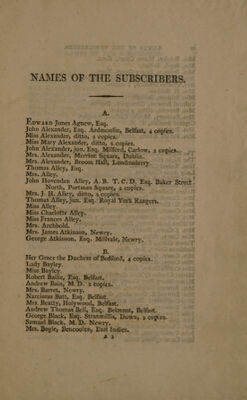 NAMES OF THE SUBSCRIBERS.
A.
EDWARD Jones Agnew, Esq.
John Alexander, Esq. Ardmoulin, Belfast, 4 copies.
Miss Alexander, ditto, 2 copies.
Miss Mary Alexander, ditto, 2 copies.
John Alexander, jun. Esq. Milford, Carlow, 2 copies.
Mrs. Alexander, Merrion Square, Dublin.
Mrs. Alexander, Broom Hall, Londonderry.
Thomas Alley, Esq.
Mrs. Alley.
John Hovenden Alley, A. B. T. C. D. Esq. Baker Street
North, Portman Square, 2 copies.
Mrs. J. H. Alley, ditto, 2 copies.
Thomas Alley, jun. Esq. Royal York Rangers.
Miss Alley.
Miss Charlotte Alley.
Miss Frances Alley.
Mrs. Archbold.
Mrs. James Atkinson, Newry.
George Atkinson, Esq. Millvale, Newry.
B.
Her Grace the Duchess of Bedford, 4 copies.
Lady Bayley.
Miss Bayley.
Robert Bailie, Esq. Belfast.
Andrew Bain, M. D. 2 copies.
Mrs. Barret, Newry.
Narcissus Batt, Esq. Belfast.
Mrs. Beatty, Holywood, Belfast.
Andrew Thomas Bell, Esq. Belmont, Belfast.
George Black, Esq. Stranmillis, Down, 2 copies.
Samuel Black, M. D. Newry.
Mrs. Bogle, Bencoolen, East Indies.